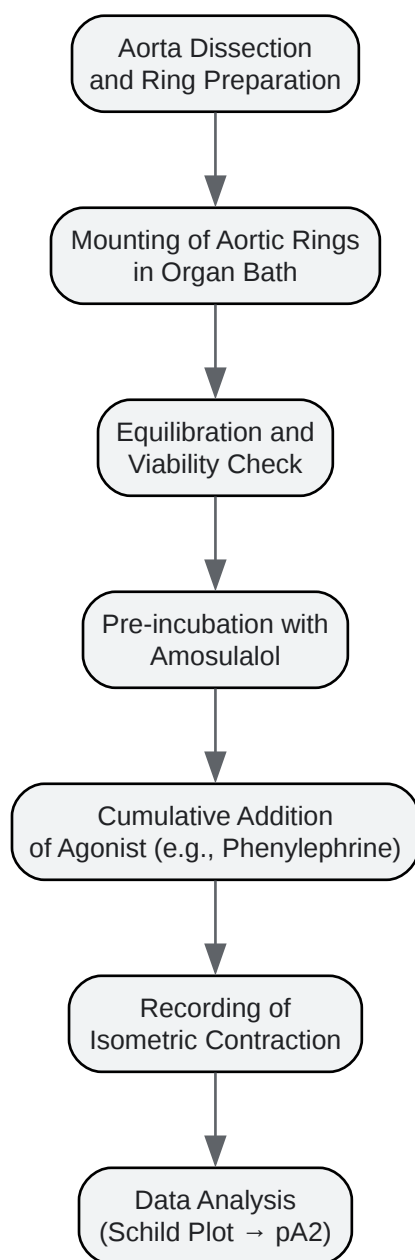 Aorta Dissection
and Ring Preparation
Mounting of Aortic Rings
in Organ Bath
Equilibration and
Viability Check
Pre-incubation with
Amosulalol
Cumulative Addition
of Agonist (e.g., Phenylephrine)
Recording of
Isometric Contraction
Data Analysis
(Schild Plot → pA2)